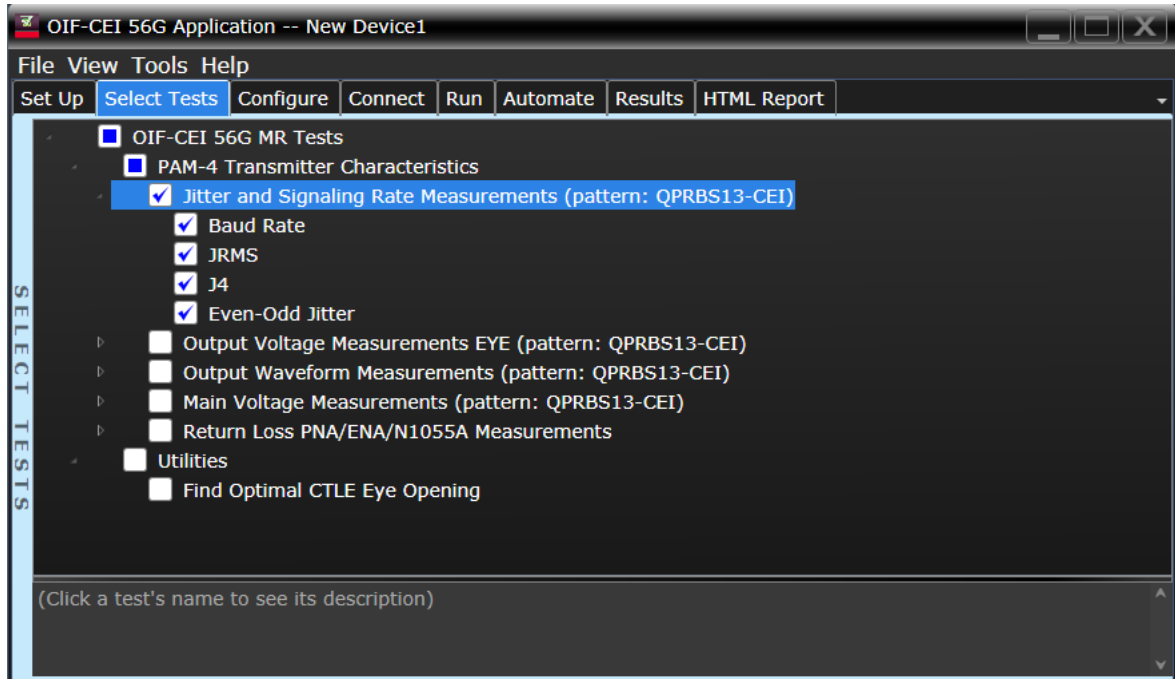 OIF-CEI 56G Application -- New Device1
File View Tools Help
Set Up Select Tests Configure Connect Run Automate Results HTML Report
OIF-CEI 56G MR Tests
PAM-4 Transmitter Characteristics
Jitter and Signaling Rate Measurements (pattern: QPRBS13-CEI)
Baud Rate
JRMS
J4
Even-Odd Jitter
Output Voltage Measurements EYE (pattern: QPRBS13-CEI)
Output Waveform Measurements (pattern: QPRBS13-CEI)
Main Voltage Measurements (pattern: QPRBS13-CEI)
Return Loss PNA/ENA/N1055A Measurements
Utilities
Find Optimal CTLE Eye Opening
SELECT TESTS
(Click a test's name to see its description)